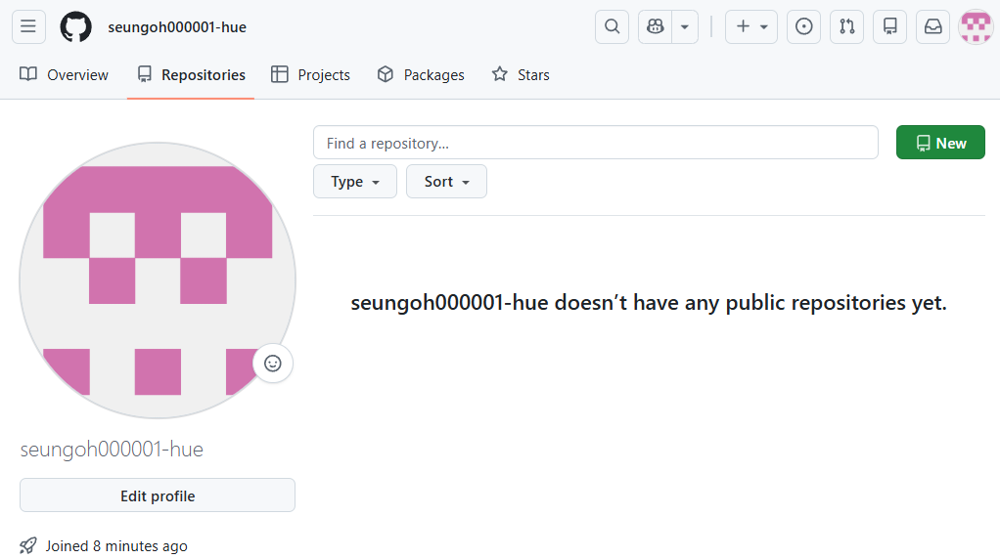 seungoh000001-hue
Overview Repositories Projects Packages Stars
Find a repository...
New
Type Sort
seungoh000001-hue doesn’t have any public repositories yet.
seungoh000001-hue
Edit profile
Joined 8 minutes ago